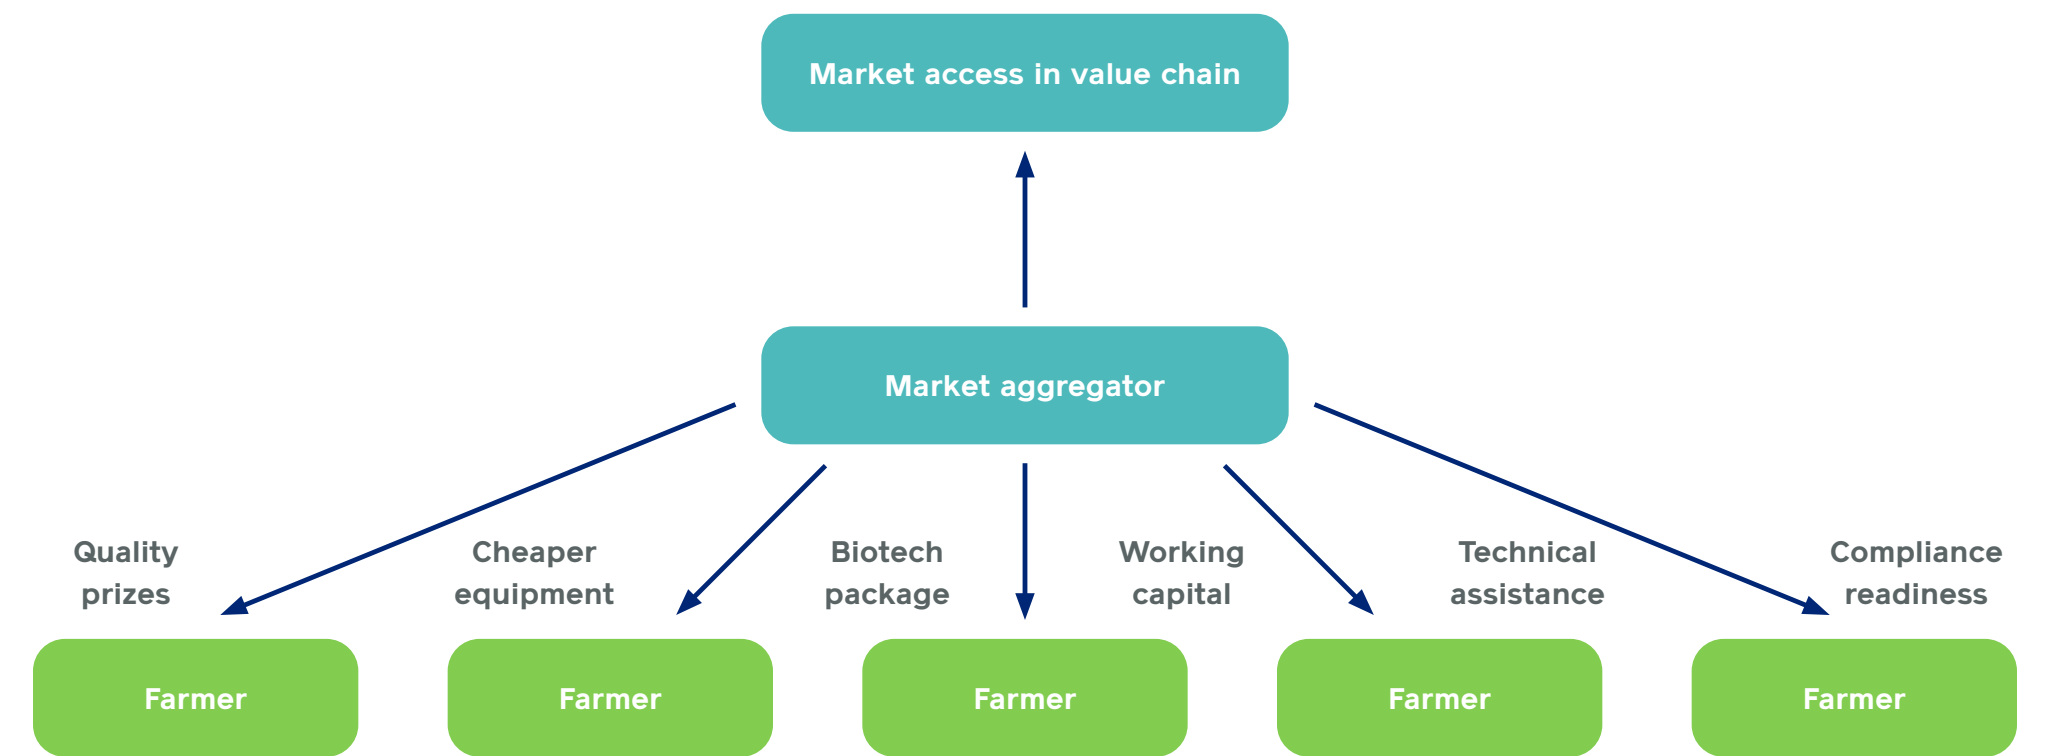 Market access in value chain
Market aggregator
Quality
prizes
Cheaper
equipment
Biotech
package
Working
capital
Technical
assistance
Compliance
readiness
Farmer
Farmer
Farmer
Farmer
Farmer